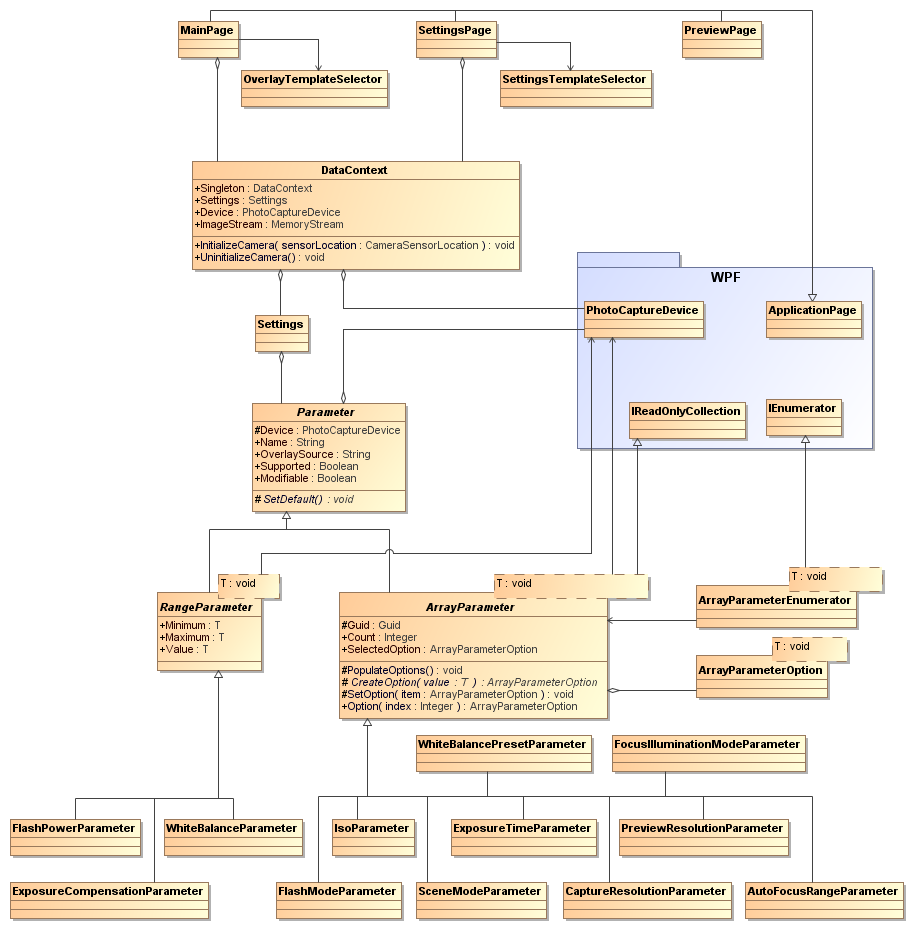 MainPage
SettingsPage
PreviewPage
OverlayTemplateSelector
SettingsTemplateSelector
DataContext
+Singleton : DataContext
+Settings : Settings
+Device : PhotoCaptureDevice
+ImageStream : MemoryStream
+InitializeCamera( sensorLocation : CameraSensorLocation ) : void
+UninitializeCamera() : void
WPF
PhotoCaptureDevice
ApplicationPage
Settings
IReadOnlyCollection
IEnumerator
Parameter
#Device : PhotoCaptureDevice
+Name : String
+OverlaySource : String
+Supported : Boolean
+Modifiable : Boolean
# SetDefault() : void
T : void
RangeParameter
+Minimum : T
+Maximum : T
+Value : T
T : void
ArrayParameter
#Guid : Guid
+Count : Integer
+SelectedOption : ArrayParameterOption
#PopulateOptions() : void
# CreateOption( value : T ) : ArrayParameterOption
#SetOption( item : ArrayParameterOption ) : void
+Option( index : Integer ) : ArrayParameterOption
T : void
ArrayParameterEnumerator
T : void
ArrayParameterOption
WhiteBalancePresetParameter
FocusIlluminationModeParameter
FlashPowerParameter
WhiteBalanceParameter
IsoParameter
ExposureTimeParameter
PreviewResolutionParameter
ExposureCompensationParameter
FlashModeParameter
SceneModeParameter
CaptureResolutionParameter
AutoFocusRangeParameter